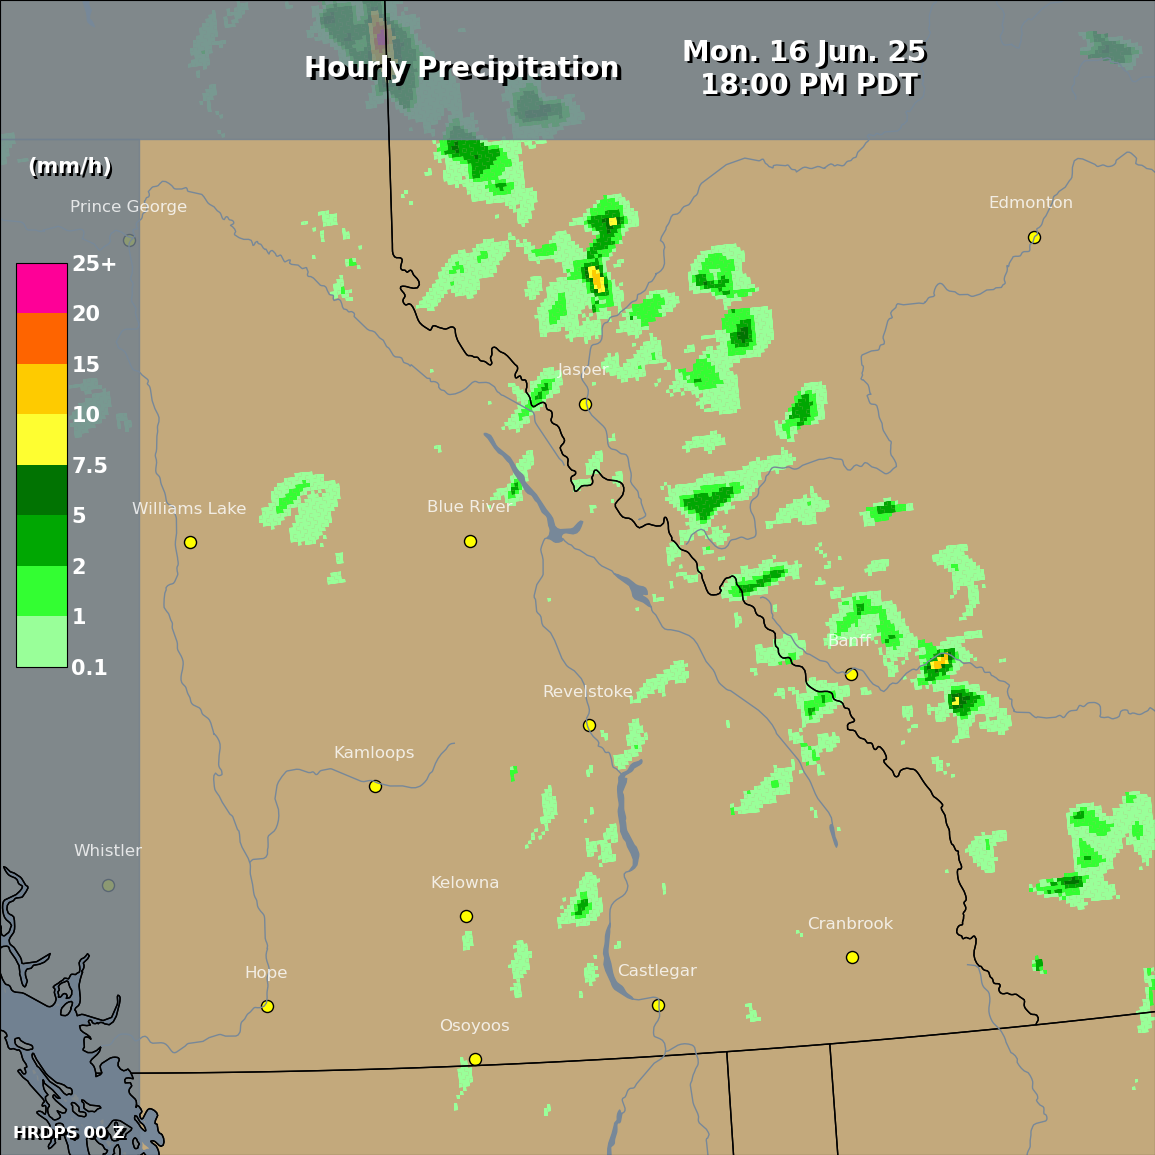 Hourly Precipitation
Mon. 16 Jun. 25
18:00 PM PDT
(mm/h)
Prince George
Edmonton
25+
20
15
10
7.5
5
2
1
0.1
Jasper
Williams Lake
Blue River
Banff
Revelstoke
Kamloops
Whistler
Kelowna
Cranbrook
Hope
Castlegar
Osoyoos
HRDPS 00 Z